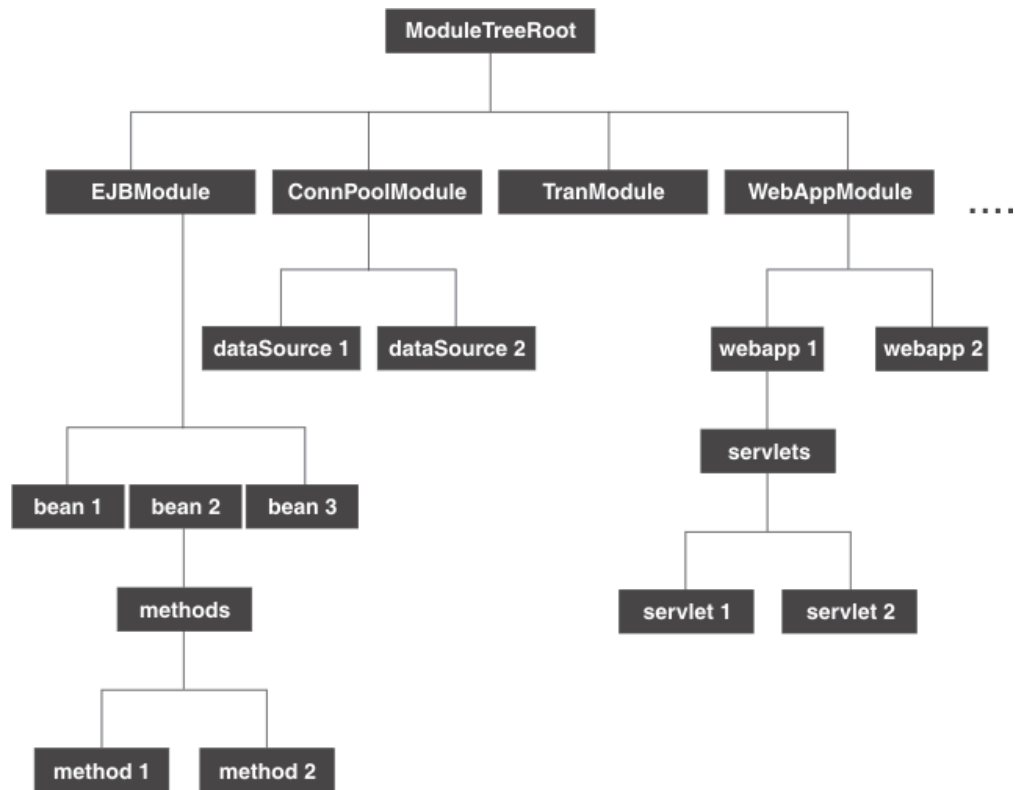 ModuleTreeRoot
EJBModule
ConnPoolModule
TranModule
WebAppModule
....
dataSource 1
dataSource 2
webapp 1
webapp 2
servlets
bean 1
bean 2
bean 3
methods
servlet 1
servlet 2
method 1
method 2